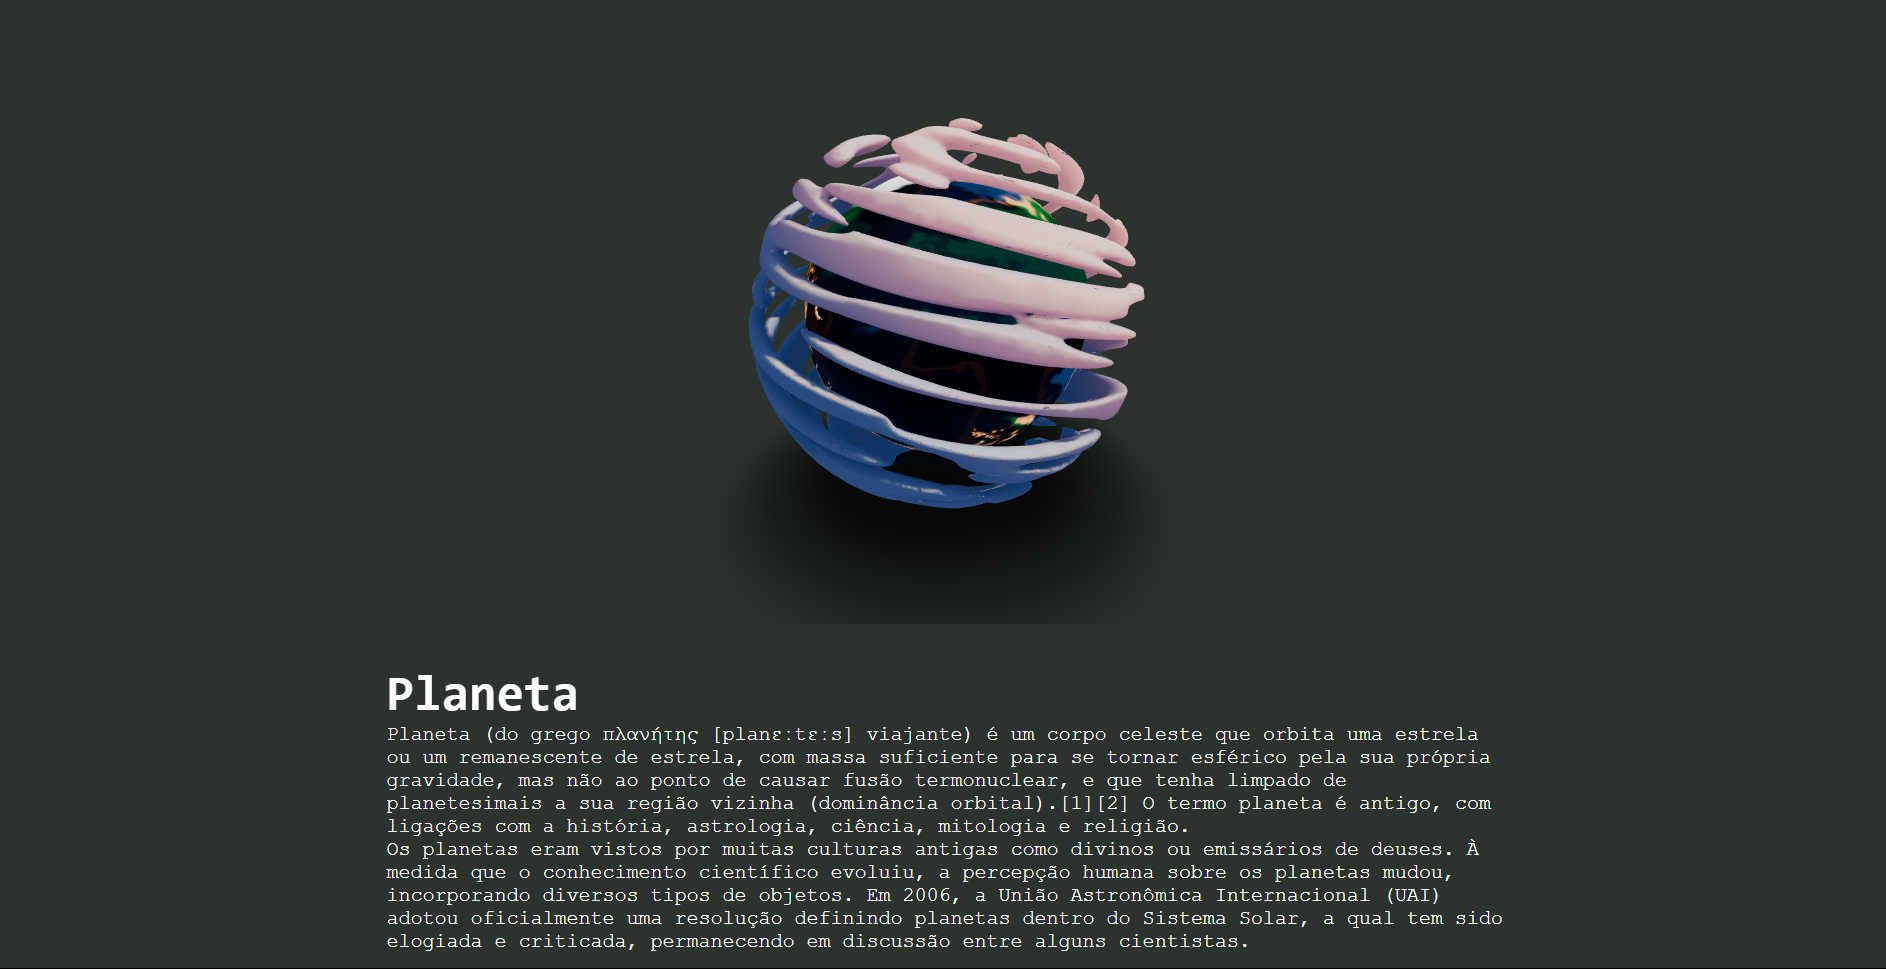 Planeta
Planeta (do grego πλανήτης [planɛːtɛːs] viajante) é um corpo celeste que orbita uma estrela
ou um remanescente de estrela, com massa suficiente para se tornar esférico pela sua própria
gravidade, mas não ao ponto de causar fusão termonuclear, e que tenha limpado de
planetesimais a sua região vizinha (dominância orbital).[1][2] O termo planeta é antigo, com
ligações com a história, astrologia, ciência, mitologia e religião.
Os planetas eram vistos por muitas culturas antigas como divinos ou emissários de deuses. À
medida que o conhecimento científico evoluiu, a percepção humana sobre os planetas mudou,
incorporando diversos tipos de objetos. Em 2006, a União Astronômica Internacional (UAI)
adotou oficialmente uma resolução definindo planetas dentro do Sistema Solar, a qual tem sido
elogiada e criticada, permanecendo em discussão entre alguns cientistas.